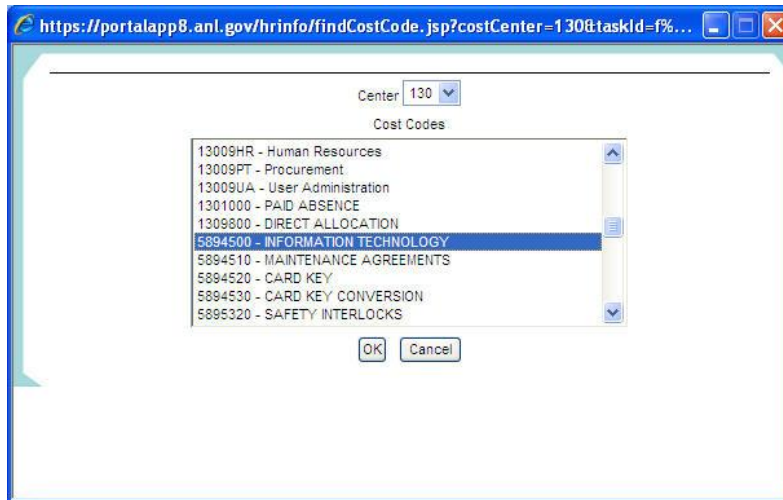 https://portalapp8.anl.gov/hrinfo/findCostCode.jsp?costCenter=130&taskId=f%...
Center 130
Cost Codes
13009HR - Human Resources
13009PT - Procurement
13009UA - User Administration
1301000 - PAID ABSENCE
1309800 - DIRECT ALLOCATION
5894500 - INFORMATION TECHNOLOGY
5894510 - MAINTENANCE AGREEMENTS
5894520 - CARD KEY
5894530 - CARD KEY CONVERSION
5895320 - SAFETY INTERLOCKS
OK Cancel